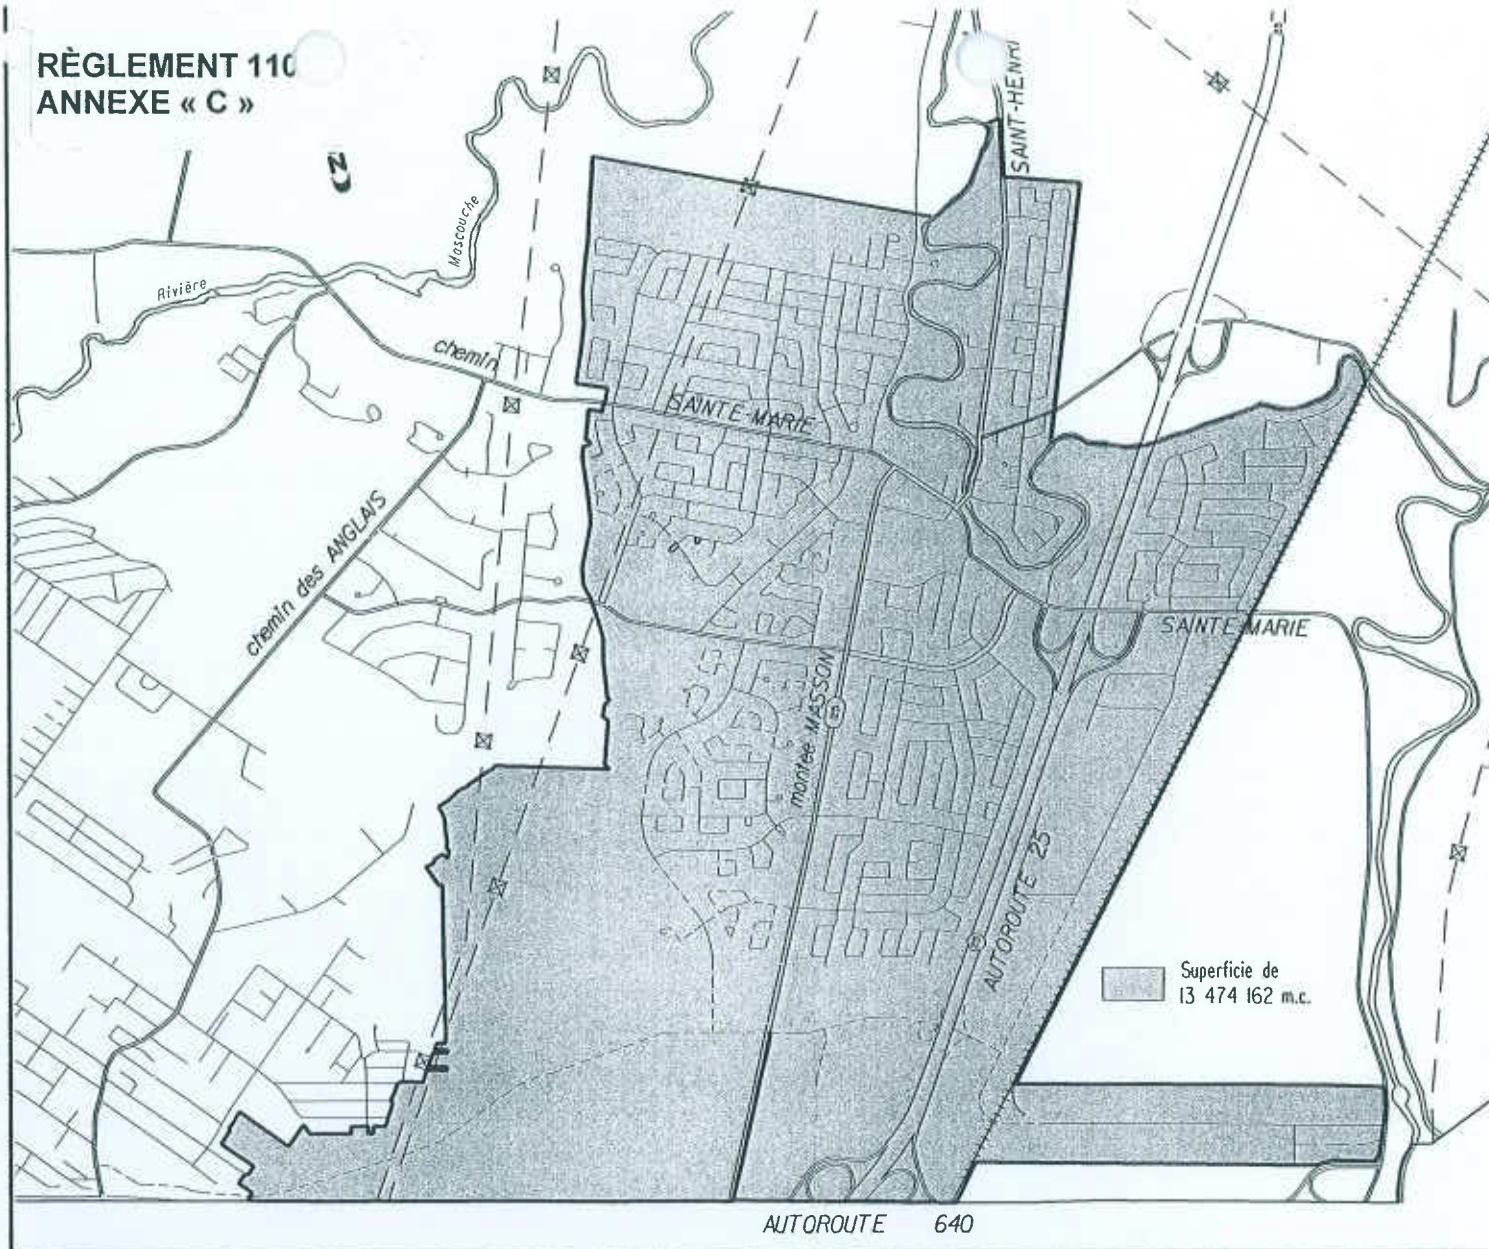 RÈGLEMENT 110
ANNEXE « C »
N
SAINT-HENRI
Rivière
Mascouche
chemin
SAINTE-MARIE
chemin des ANGLAIS
SAINTE-MARIE
montée MASSON
AUTOROUTE 25
Superficie de
13 474 162 m.c.
AUTOROUTE 640